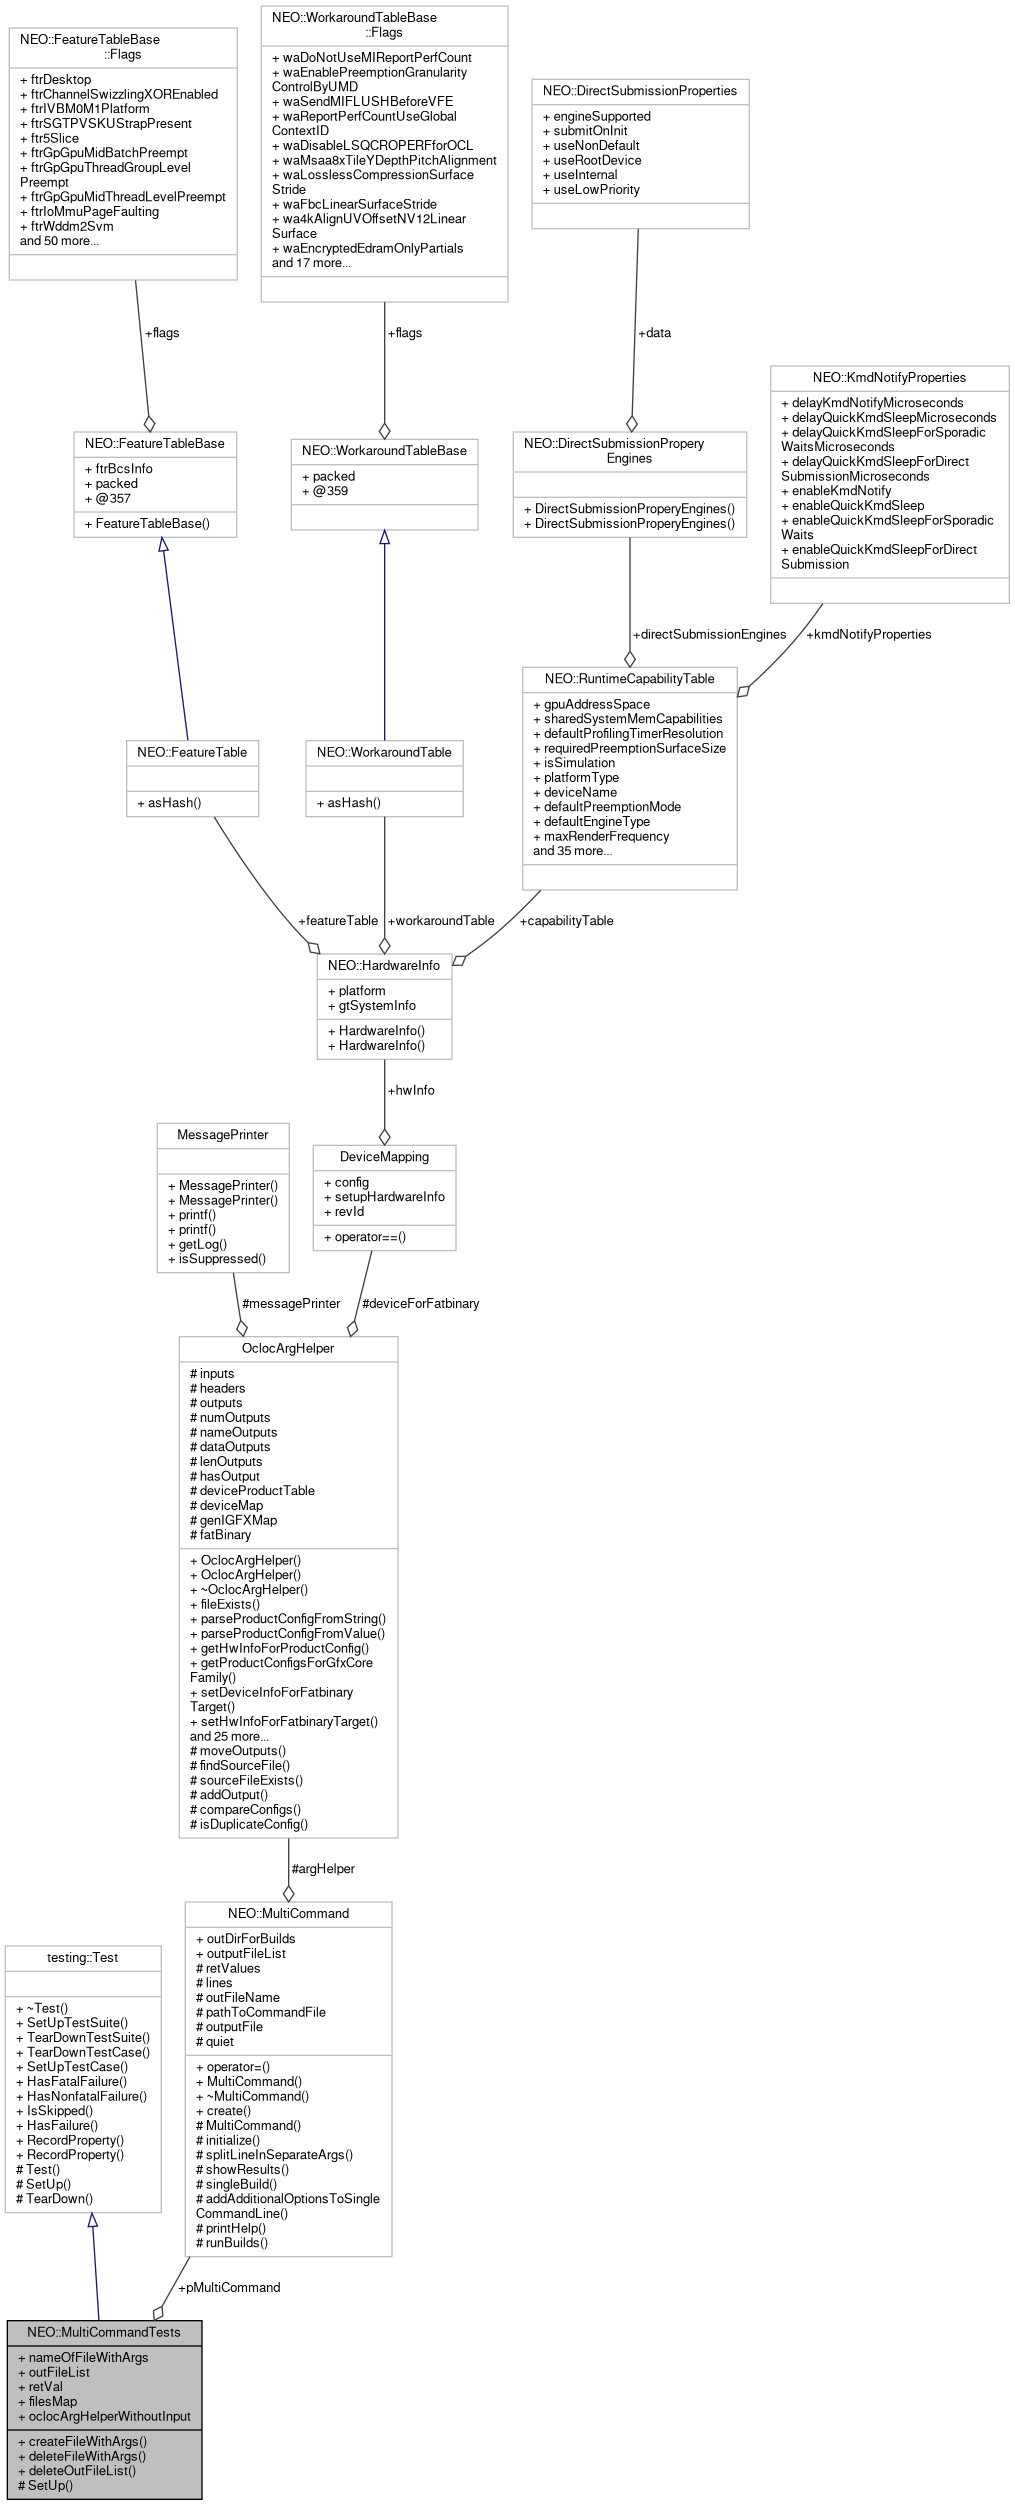 NEO::FeatureTableBase
::Flags
+ ftrDesktop
+ ftrChannelSwizzlingXOREnabled
+ ftrIVBM0M1Platform
+ ftrSGTPVSKUStrapPresent
+ ftr5Slice
+ ftrGpGpuMidBatchPreempt
+ ftrGpGpuThreadGroupLevel
Preempt
+ ftrGpGpuMidThreadLevelPreempt
+ ftrIoMmuPageFaulting
+ ftrWddm2Svm
and 50 more...
NEO::WorkaroundTableBase
::Flags
+ waDoNotUseMIReportPerfCount
+ waEnablePreemptionGranularity
ControlByUMD
+ waSendMIFLUSHBeforeVFE
+ waReportPerfCountUseGlobal
ContextID
+ waDisableLSQCROPERFforOCL
+ waMsaa8xTileYDepthPitchAlignment
+ waLosslessCompressionSurface
Stride
+ waFbcLinearSurfaceStride
+ wa4kAlignUVOffsetNV12Linear
Surface
+ waEncryptedEdramOnlyPartials
and 17 more...
NEO::DirectSubmissionProperties
+ engineSupported
+ submitOnInit
+ useNonDefault
+ useRootDevice
+ useInternal
+ useLowPriority
+flags
+flags
+data
NEO::KmdNotifyProperties
+ delayKmdNotifyMicroseconds
+ delayQuickKmdSleepMicroseconds
+ delayQuickKmdSleepForSporadic
WaitsMicroseconds
+ delayQuickKmdSleepForDirect
SubmissionMicroseconds
+ enableKmdNotify
+ enableQuickKmdSleep
+ enableQuickKmdSleepForSporadic
Waits
+ enableQuickKmdSleepForDirect
Submission
NEO::FeatureTableBase
+ ftrBcsInfo
+ packed
+ @357
+ FeatureTableBase()
NEO::WorkaroundTableBase
+ packed
+ @359
NEO::DirectSubmissionPropery
Engines
+ DirectSubmissionProperyEngines()
+ DirectSubmissionProperyEngines()
+directSubmissionEngines
+kmdNotifyProperties
NEO::FeatureTable
+ asHash()
NEO::WorkaroundTable
+ asHash()
NEO::RuntimeCapabilityTable
+ gpuAddressSpace
+ sharedSystemMemCapabilities
+ defaultProfilingTimerResolution
+ requiredPreemptionSurfaceSize
+ isSimulation
+ platformType
+ deviceName
+ defaultPreemptionMode
+ defaultEngineType
+ maxRenderFrequency
and 35 more...
+featureTable
+workaroundTable
+capabilityTable
NEO::HardwareInfo
+ platform
+ gtSystemInfo
+ HardwareInfo()
+ HardwareInfo()
+hwInfo
MessagePrinter
+ MessagePrinter()
+ MessagePrinter()
+ printf()
+ printf()
+ getLog()
+ isSuppressed()
DeviceMapping
+ config
+ setupHardwareInfo
+ revId
+ operator==()
#messagePrinter
#deviceForFatbinary
OclocArgHelper
# inputs
# headers
# outputs
# numOutputs
# nameOutputs
# dataOutputs
# lenOutputs
# hasOutput
# deviceProductTable
# deviceMap
# genIGFXMap
# fatBinary
+ OclocArgHelper()
+ OclocArgHelper()
+ ~OclocArgHelper()
+ fileExists()
+ parseProductConfigFromString()
+ parseProductConfigFromValue()
+ getHwInfoForProductConfig()
+ getProductConfigsForGfxCore
Family()
+ setDeviceInfoForFatbinary
Target()
+ setHwInfoForFatbinaryTarget()
and 25 more...
# moveOutputs()
# findSourceFile()
# sourceFileExists()
# addOutput()
# compareConfigs()
# isDuplicateConfig()
#argHelper
testing::Test
+ ~Test()
+ SetUpTestSuite()
+ TearDownTestSuite()
+ TearDownTestCase()
+ SetUpTestCase()
+ HasFatalFailure()
+ HasNonfatalFailure()
+ IsSkipped()
+ HasFailure()
+ RecordProperty()
+ RecordProperty()
# Test()
# SetUp()
# TearDown()
NEO::MultiCommand
+ outDirForBuilds
+ outputFileList
# retValues
# lines
# outFileName
# pathToCommandFile
# outputFile
# quiet
+ operator=()
+ MultiCommand()
+ ~MultiCommand()
+ create()
# MultiCommand()
# initialize()
# splitLineInSeparateArgs()
# showResults()
# singleBuild()
# addAdditionalOptionsToSingle
CommandLine()
# printHelp()
# runBuilds()
+pMultiCommand
NEO::MultiCommandTests
+ nameOfFileWithArgs
+ outFileList
+ retVal
+ filesMap
+ oclocArgHelperWithoutInput
+ createFileWithArgs()
+ deleteFileWithArgs()
+ deleteOutFileList()
# SetUp()